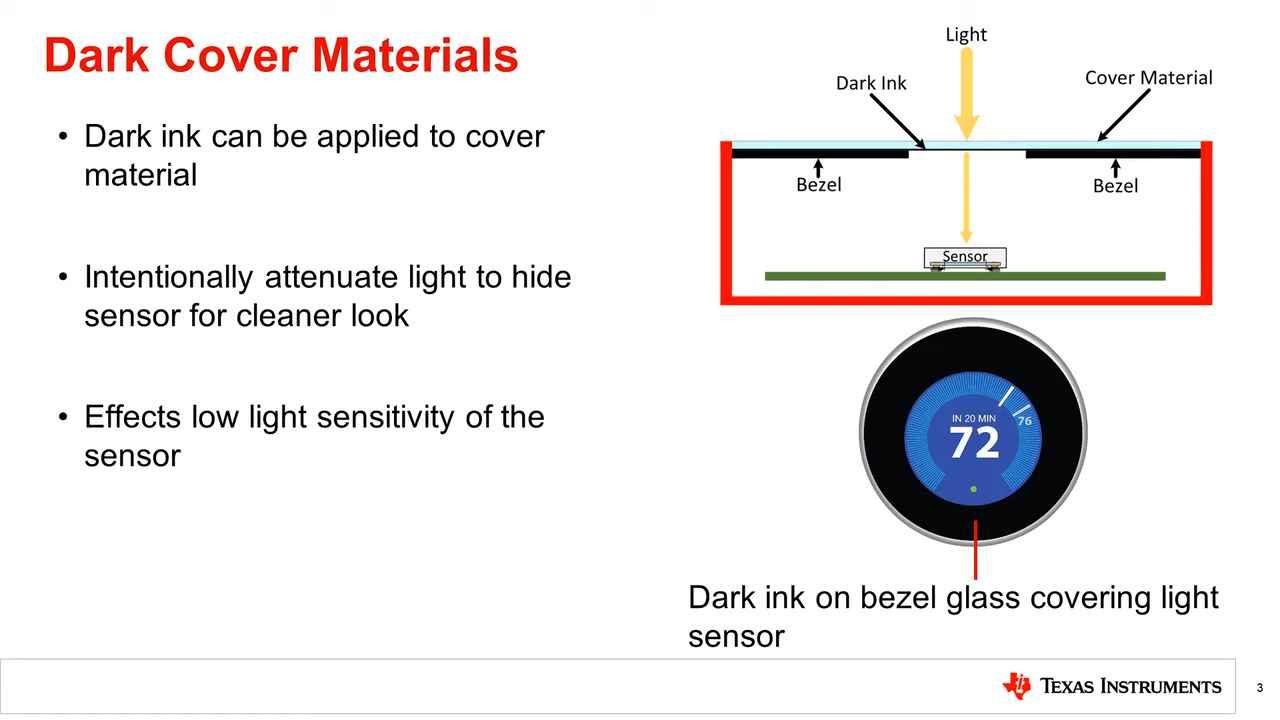 Dark Cover Materials
• Dark ink can be applied to cover
material
• Intentionally attenuate light to hide
sensor for cleaner look
• Effects low light sensitivity of the
sensor
Light
Dark Ink
Cover Material
Bezel
Bezel
Sensor
IN 20 MIN
76
72
Dark ink on bezel glass covering light
sensor
TEXAS INSTRUMENTS
3